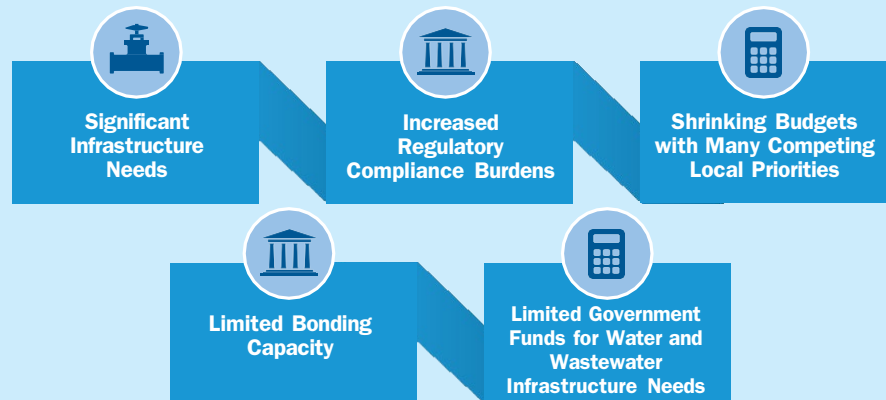 Significant
Infrastructure
Needs
Increased
Regulatory
Compliance Burdens
Shrinking Budgets
with Many Competing
Local Priorities
Limited Bonding
Capacity
Limited Government
Funds for Water and
Wastewater
Infrastructure Needs